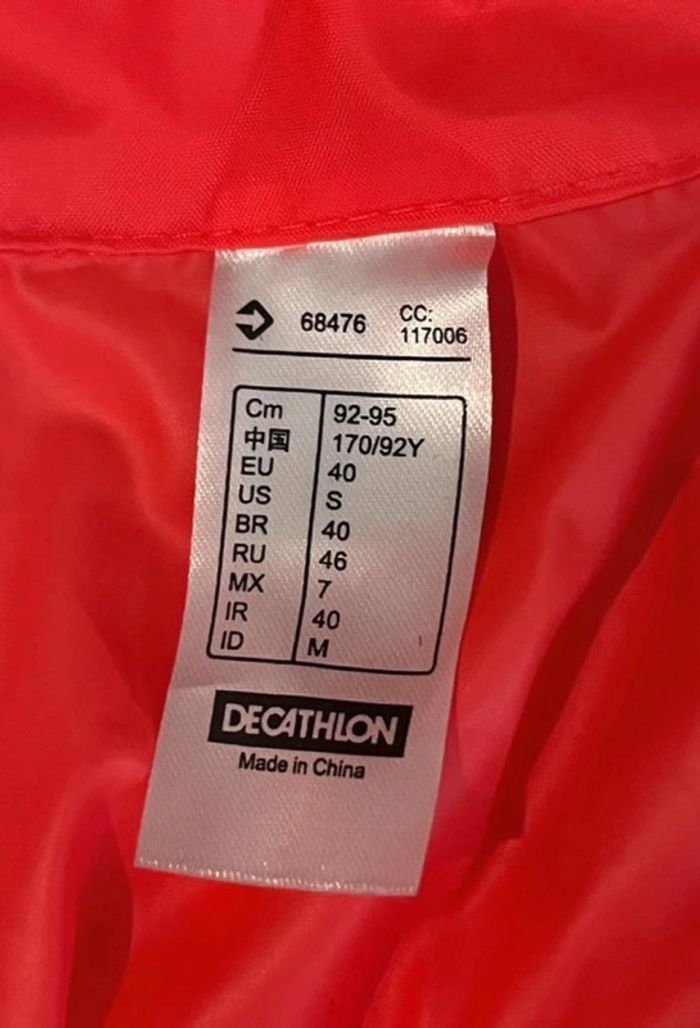 68476 CC: 117006
Cm 92-95
中国 170/92Y
EU 40
US S
BR 40
RU 46
MX 7
IR 40
ID M
DECATHLON
Made in China